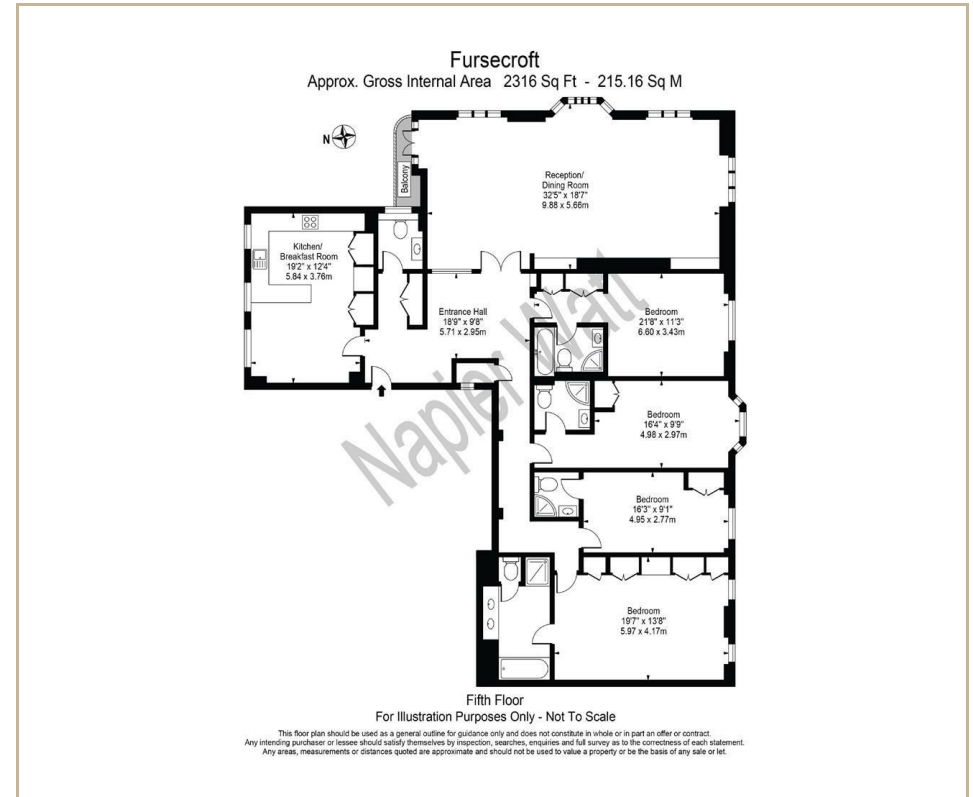 Fursecroft
Approx. Gross Internal Area 2316 Sq Ft - 215.16 Sq M
N
Balcony
Reception/
Dining Room
32'5" x 18'7"
9.88 x 5.66m
Kitchen/
Breakfast Room
19'2" x 12'4"
5.84 x 3.76m
Entrance Hall
18'9" x 9'8"
5.71 x 2.95m
Bedroom
21'8" x 11'3"
6.60 x 3.43m
Bedroom
16'4" x 9'9"
4.98 x 2.97m
Bedroom
16'3" x 9'1"
4.95 x 2.77m
Bedroom
19'7" x 13'8"
5.97 x 4.17m
Napier Watt
Fifth Floor
For Illustration Purposes Only - Not To Scale
This floor plan should be used as a general outline for guidance only and does not constitute in whole or in part an offer or contract.
Any intending purchaser or lessee should satisfy themselves by inspection, searches, enquiries and full survey as to the correctness of each statement.
Any areas, measurements or distances quoted are approximate and should not be used to value a property or be the basis of any sale or let.